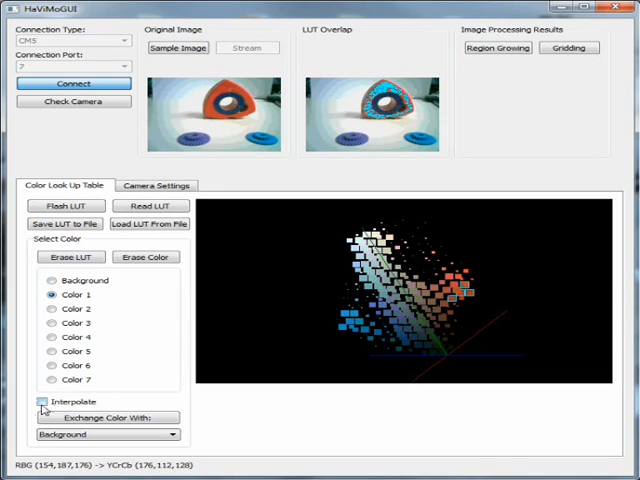 HaViMoGUI
Connection Type:
CM5
Connection Port:
7
Connect
Check Camera
Original Image
Sample Image
Stream
LUT Overlap
Image Processing Results
Region Growing
Gridding
Color Look Up Table
Camera Settings
Flash LUT
Read LUT
Save LUT to File
Load LUT From File
Select Color
Erase LUT
Erase Color
Background
Color 1
Color 2
Color 3
Color 4
Color 5
Color 6
Color 7
Interpolate
Exchange Color With:
Background
RBG (154,187,176) -> YCrCb (176,112,128)